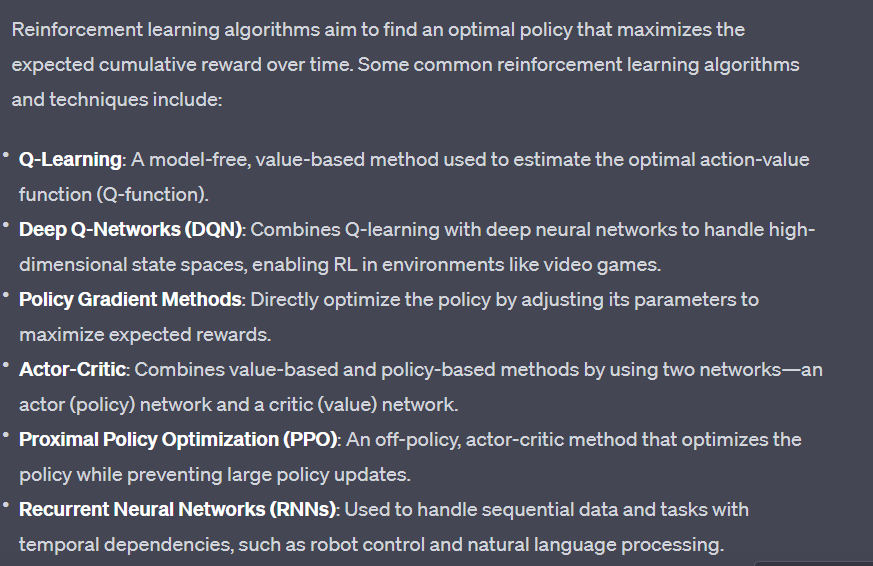 Reinforcement learning algorithms aim to find an optimal policy that maximizes the
expected cumulative reward over time. Some common reinforcement learning algorithms
and techniques include:
• Q-Learning: A model-free, value-based method used to estimate the optimal action-value
function (Q-function).
• Deep Q-Networks (DQN): Combines Q-learning with deep neural networks to handle high-
dimensional state spaces, enabling RL in environments like video games.
• Policy Gradient Methods: Directly optimize the policy by adjusting its parameters to
maximize expected rewards.
• Actor-Critic: Combines value-based and policy-based methods by using two networks—an
actor (policy) network and a critic (value) network.
• Proximal Policy Optimization (PPO): An off-policy, actor-critic method that optimizes the
policy while preventing large policy updates.
• Recurrent Neural Networks (RNNs): Used to handle sequential data and tasks with
temporal dependencies, such as robot control and natural language processing.